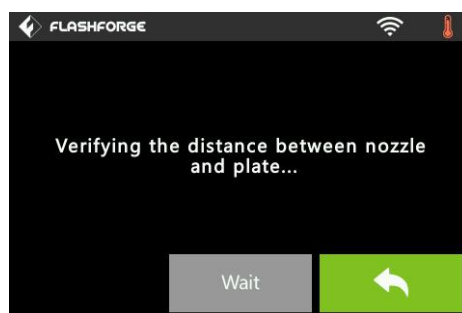 FLASHFORGE
Verifying the distance between nozzle
and plate...
Wait